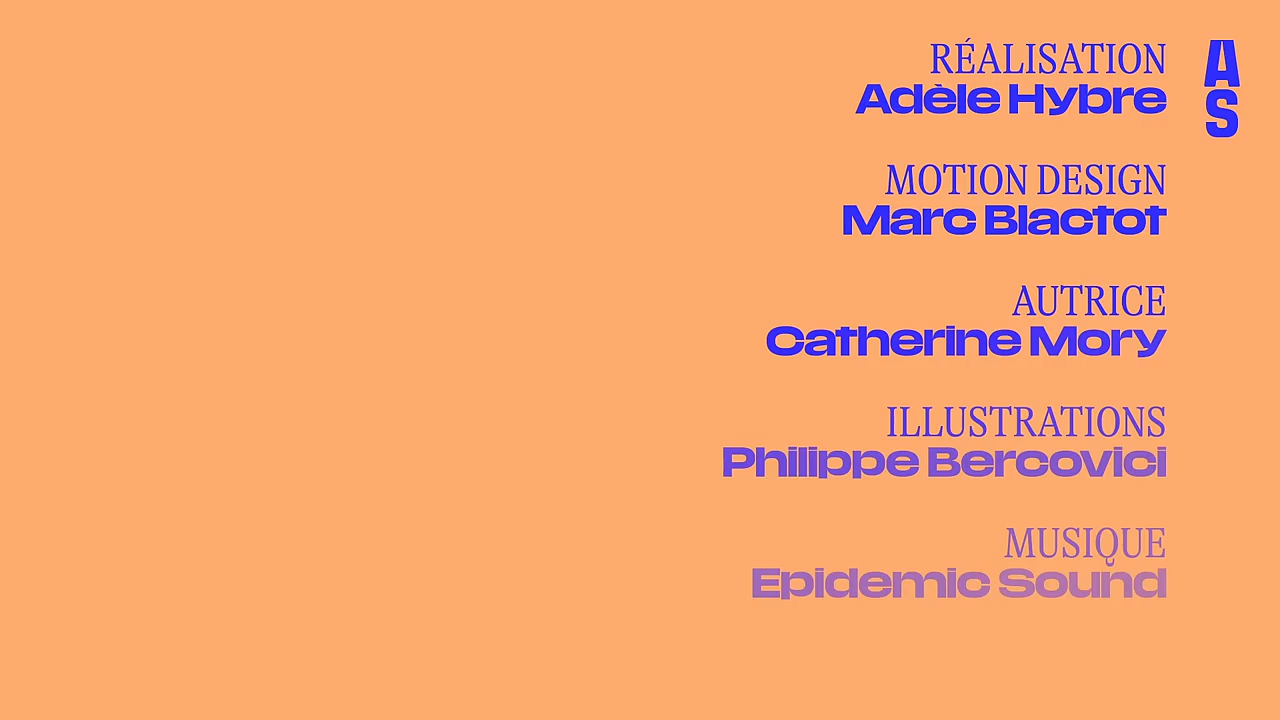 RÉALISATION
Adèle Hybre
MOTION DESIGN
Marc Blactot
AUTRICE
Catherine Mory
ILLUSTRATIONS
Philippe Bercovici
MUSIQUE
Epidemic Sound
A
S